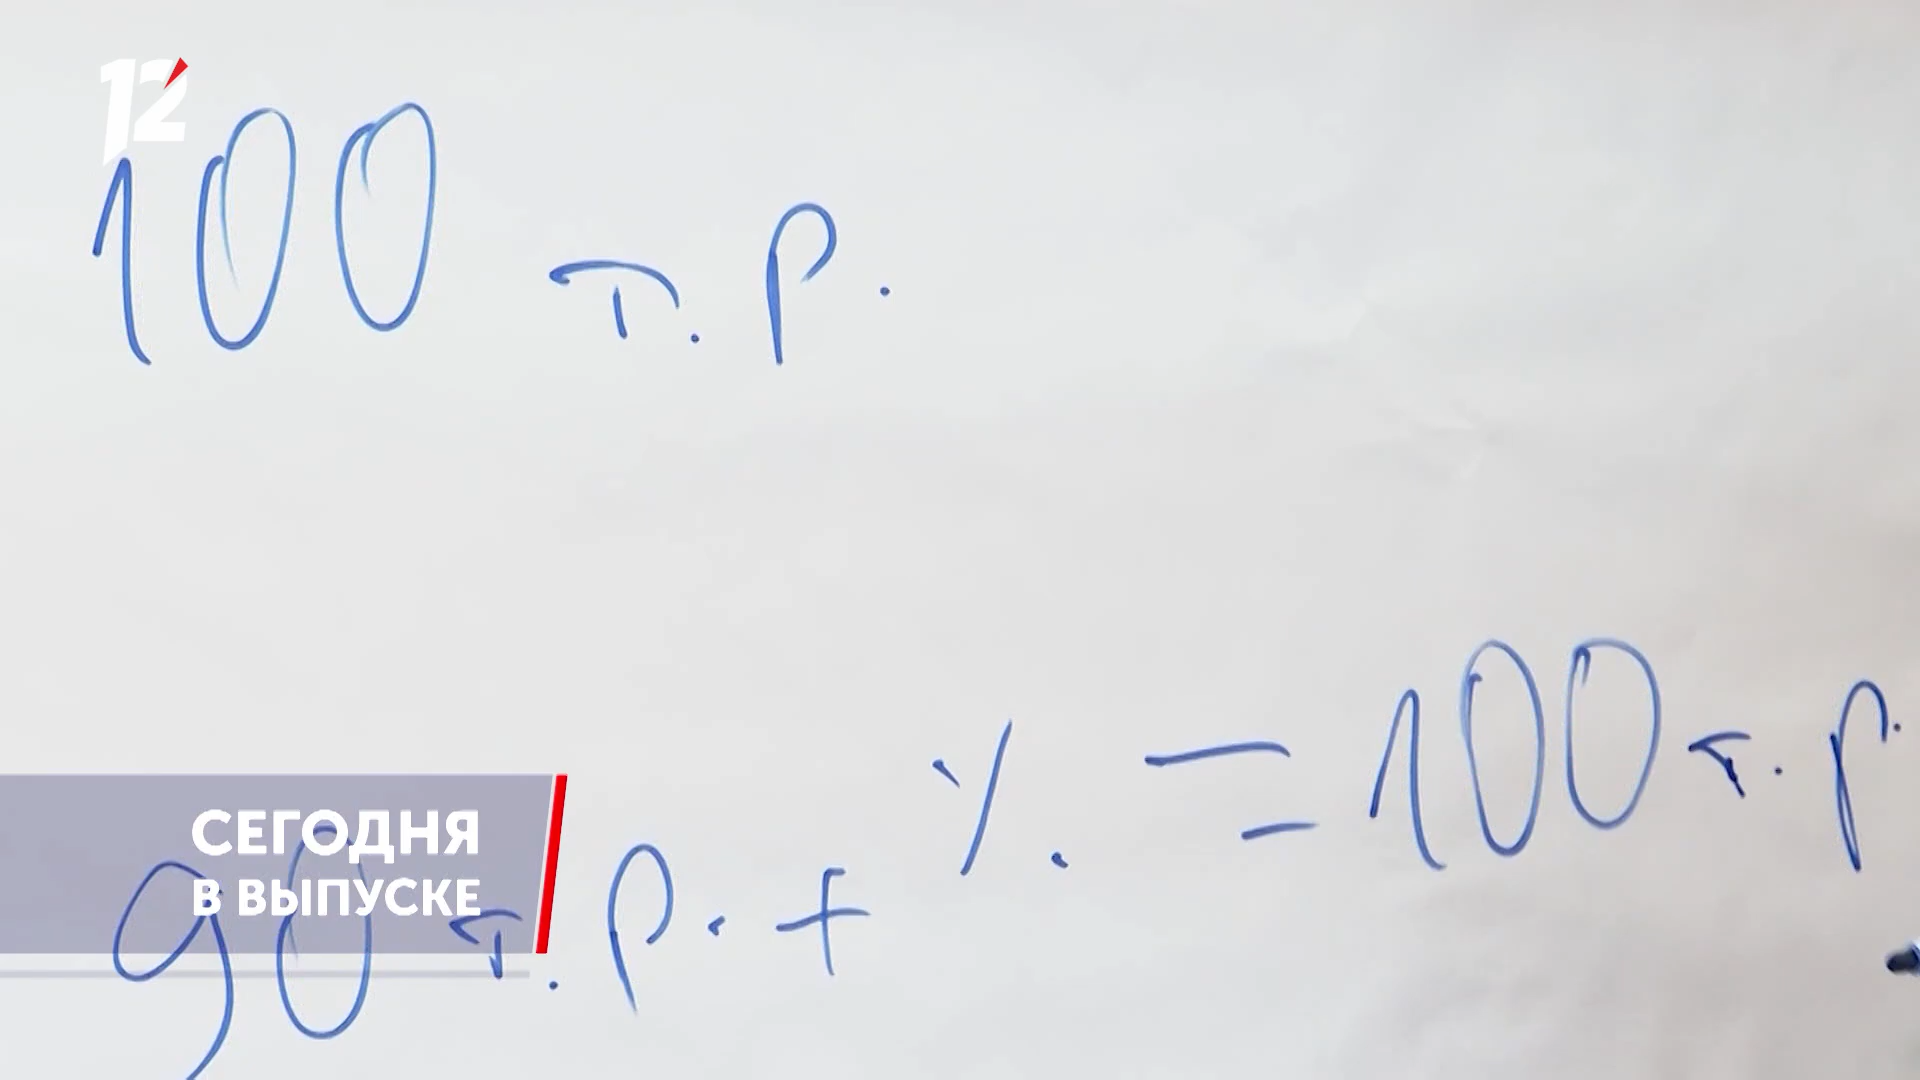 12
100 т.р.
90 т.р. + %. = 100 т.р.
СЕГОДНЯ
В ВЫПУСКЕ